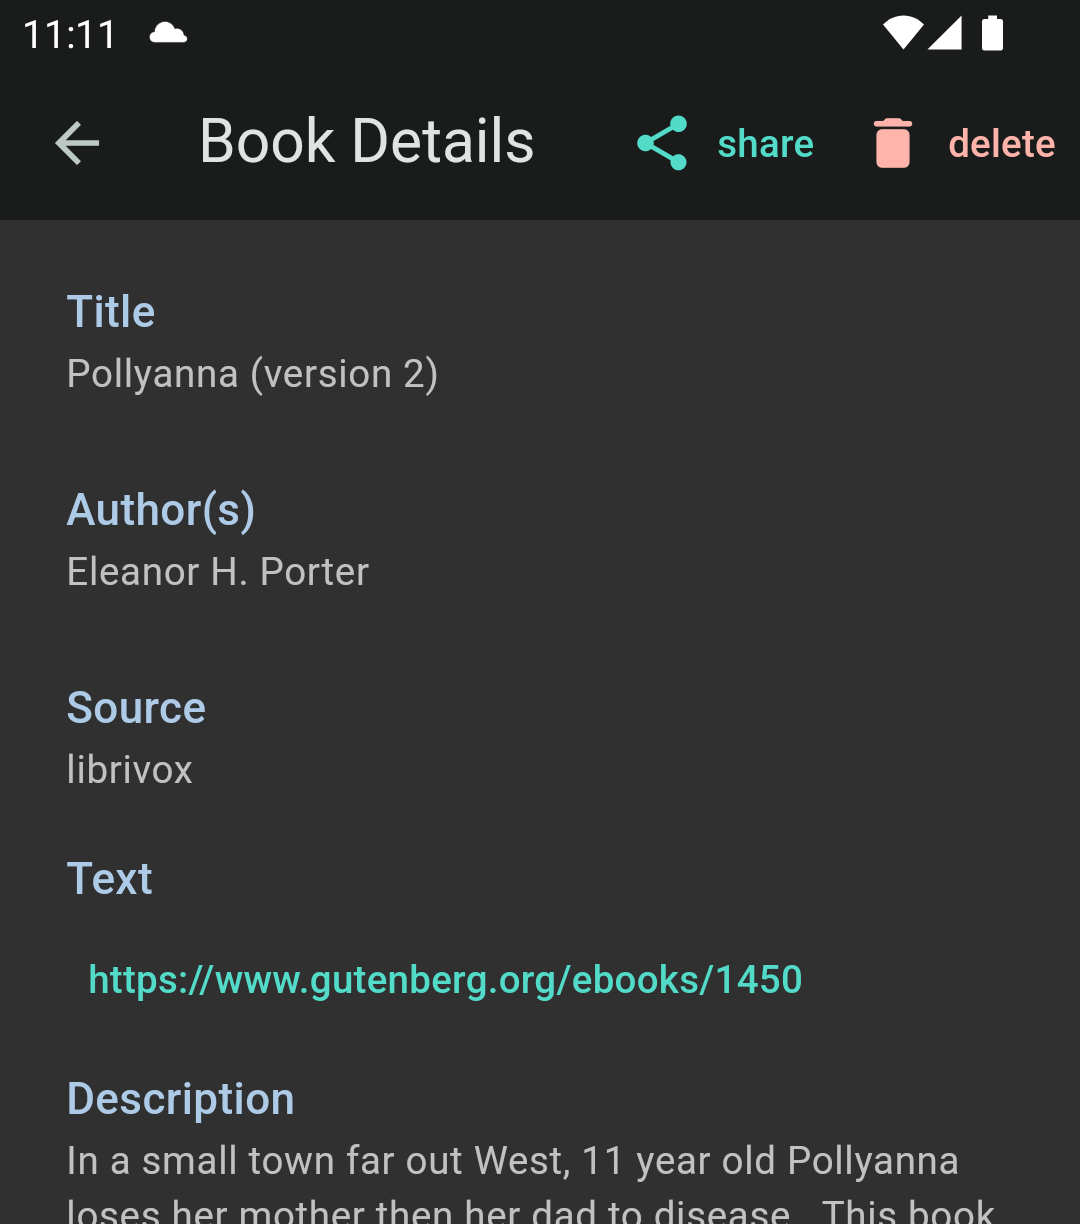 11:11
Book Details share delete
Title
Pollyanna (version 2)
Author(s)
Eleanor H. Porter
Source
librivox
Text
https://www.gutenberg.org/ebooks/1450
Description
In a small town far out West, 11 year old Pollyanna
loses her mother then her dad to disease. This book